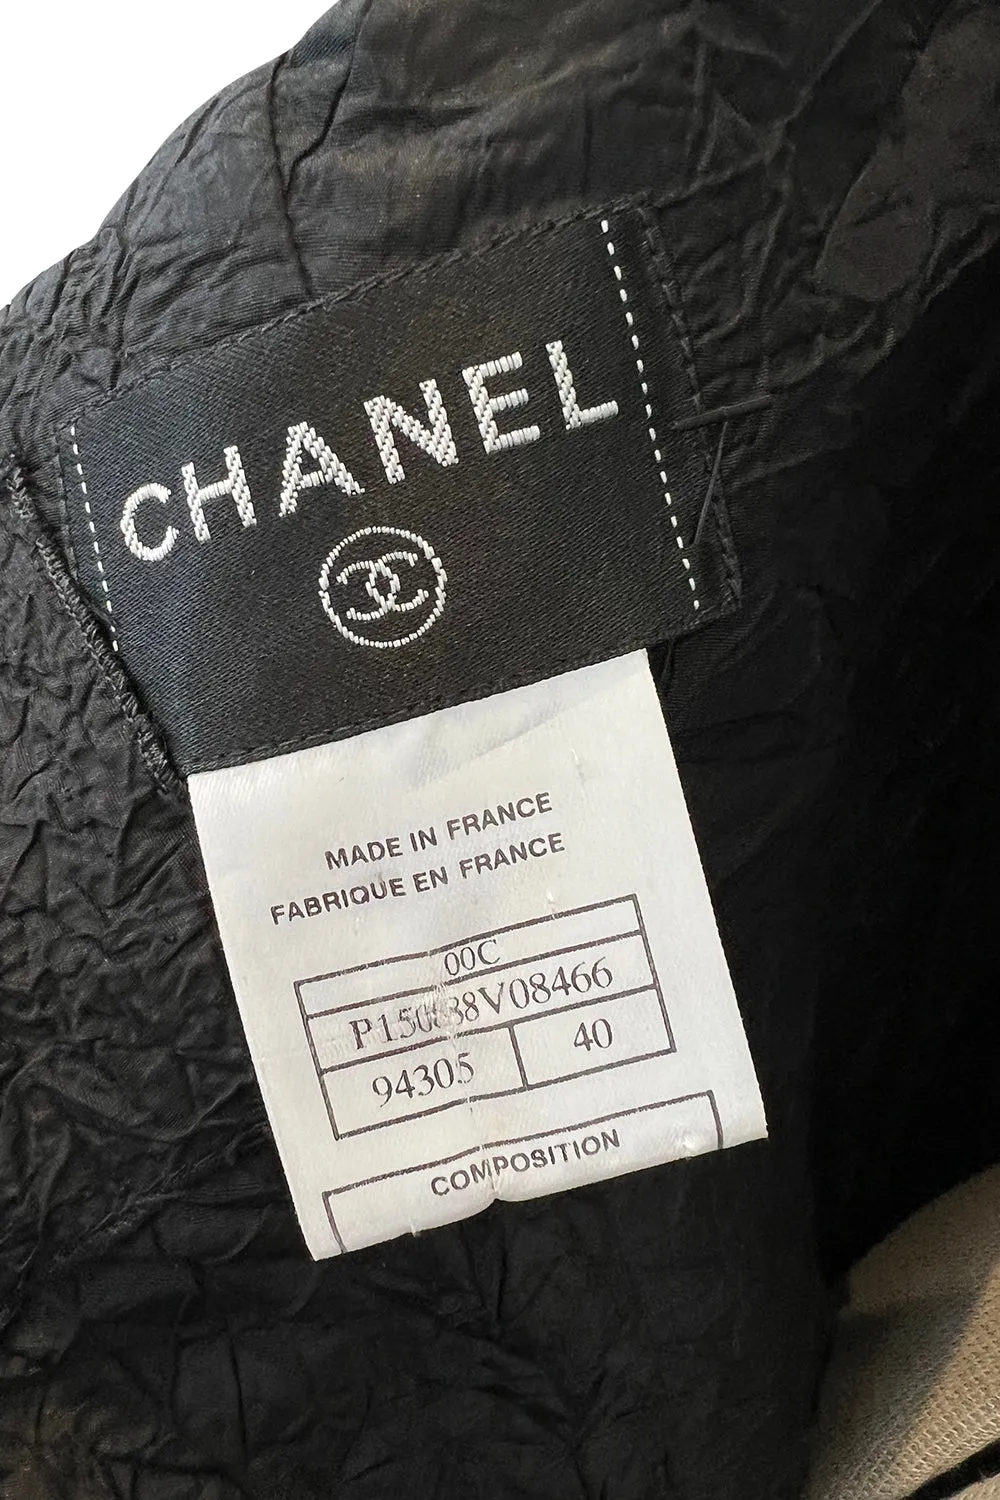 CHANEL
MADE IN FRANCE
FABRIQUE EN FRANCE
00C
94305 40
COMPOSITION